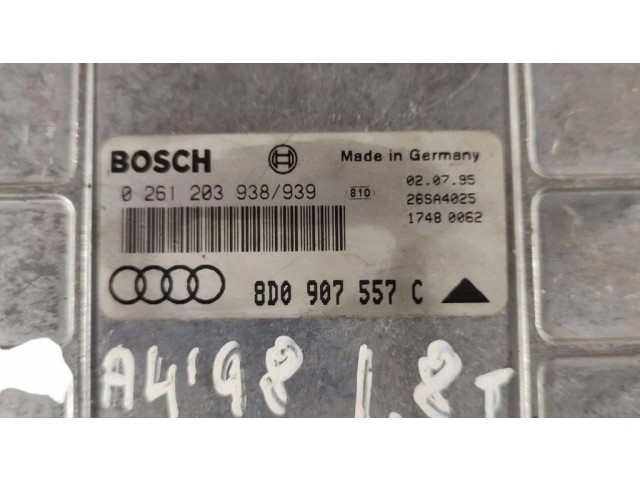 BOSCH Made in Germany
0 261 203 938/939 810 02.07.95
26SA4025
1748 0062
8D0 907 557 C
A4'98 1.8T